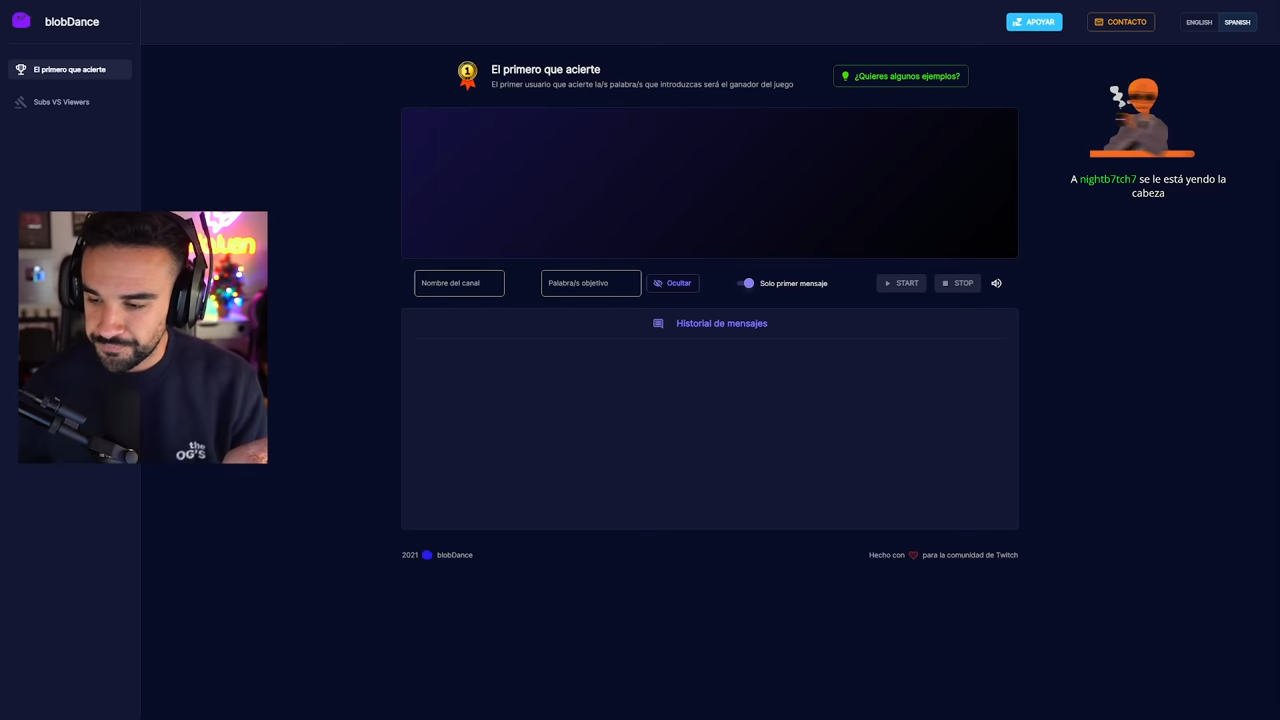 blobDance
APOYAR
CONTACTO
ENGLISH
SPANISH
El primero que acierte
Subs VS Viewers
1
El primero que acierte
El primer usuario que acierte la/s palabra/s que introduzcas será el ganador del juego
¿Quieres algunos ejemplos?
A nightb7tch7 se le está yendo la
cabeza
the
OG'S
Nombre del canal
Palabra/s objetivo
Ocultar
Solo primer mensaje
START
STOP
Historial de mensajes
2021 blobDance
Hecho con para la comunidad de Twitch